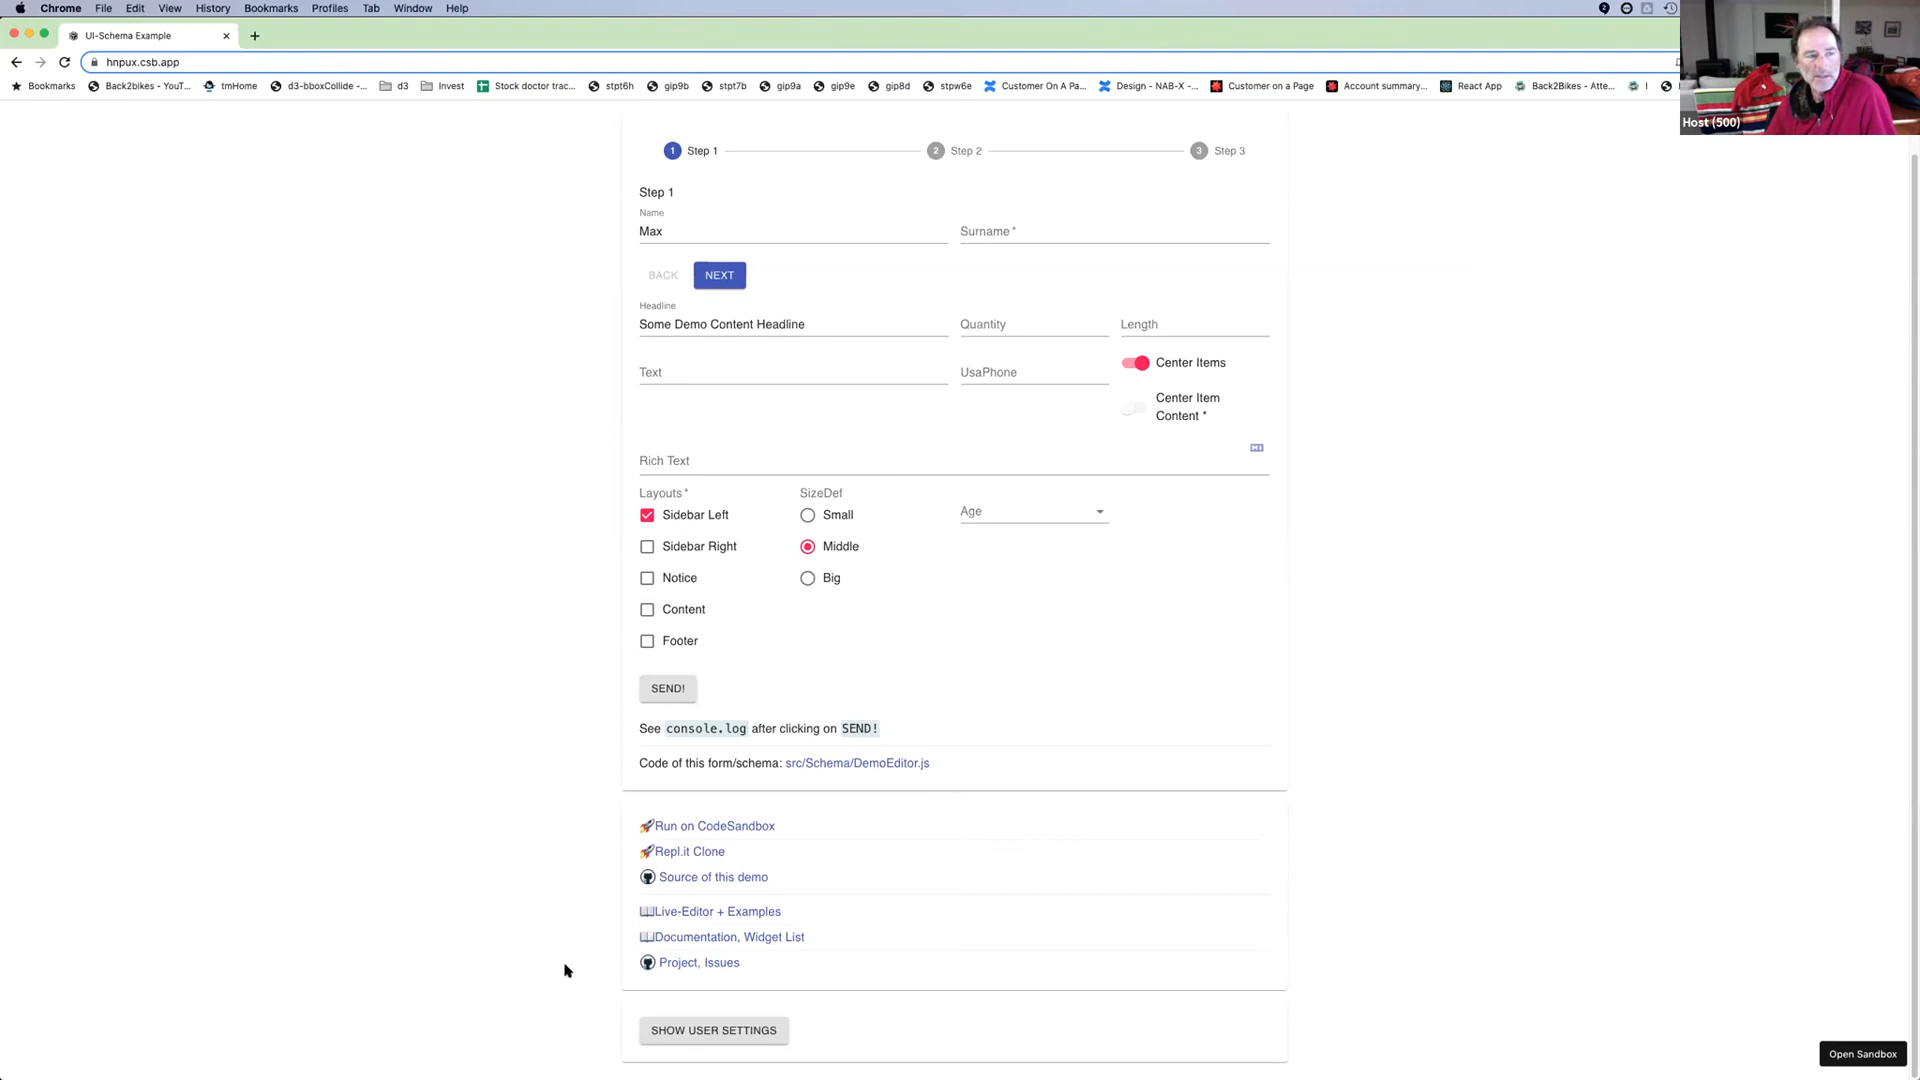 Chrome File Edit View History Bookmarks Profiles Tab Window Help
UI-Schema Example
hnpux.csb.app
Bookmarks Back2bikes - YouT... tmHome d3-bboxCollide -... d3 Invest Stock doctor trac... stpt6h gip9b stpt7b gip9a gip9e gip8d stpw6e Customer On A Pa... Design - NAB-X -... Customer on a Page Account summary... React App Back2Bikes - Atte...
Host (500)
1 Step 1 2 Step 2 3 Step 3
Step 1
Name
Max Surname *
BACK NEXT
Headline
Some Demo Content Headline Quantity Length
Center Items
Text UsaPhone
Center Item
Content *
Rich Text
Layouts * SizeDef
Sidebar Left Small Age
Sidebar Right Middle
Notice Big
Content
Footer
SEND!
See console.log after clicking on SEND!
Code of this form/schema: src/Schema/DemoEditor.js
🚀Run on CodeSandbox
🚀Repl.it Clone
Source of this demo
📖Live-Editor + Examples
📖Documentation, Widget List
Project, Issues
SHOW USER SETTINGS
Open Sandbox